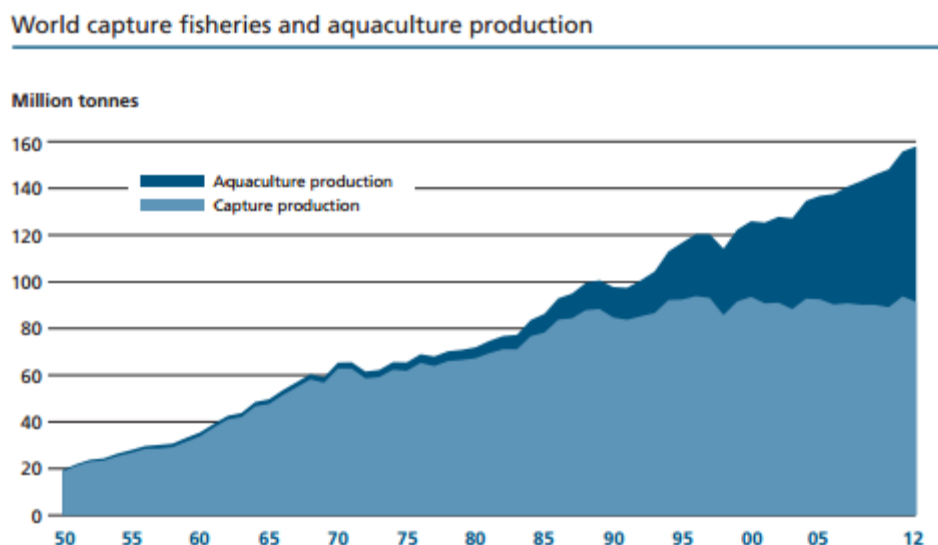 World capture fisheries and aquaculture production
Million tonnes
160
140
120
100
80
60
40
20
0
Aquaculture production
Capture production
50 55 60 65 70 75 80 85 90 95 00 05 12